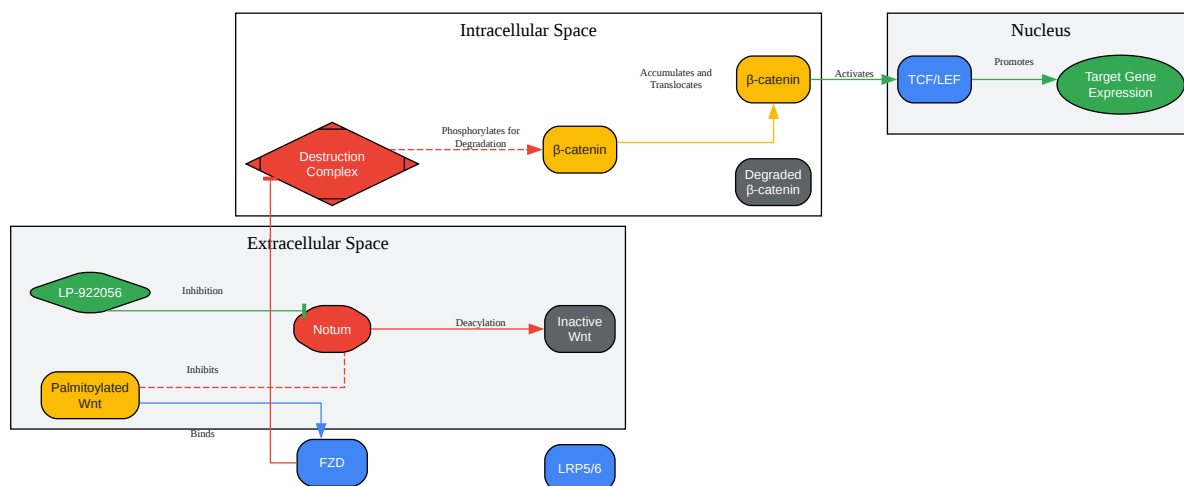 Intracellular Space
Nucleus
Accumulates and
Translocates
β-catenin
Activates
TCF/LEF
Promotes
Target Gene
Expression
Destruction
Complex
Phosphorylates for
Degradation
β-catenin
Degraded
β-catenin
Extracellular Space
LP-922056
Inhibition
Notum
Deacylation
Inactive
Wnt
Palmitoylated
Wnt
Inhibits
Binds
FZD
LRP5/6